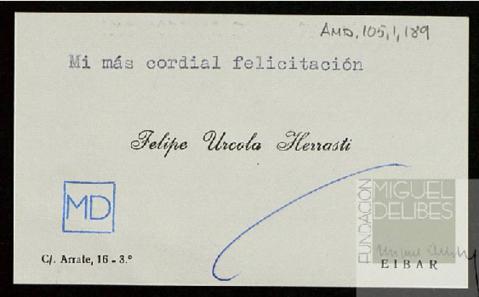 AMD, 105, 1, 189
Mi más cordial felicitación
Felipe Urcola Herrasti
MD
C/. Arrate, 16 - 3.º
EIBAR
FUNDACIÓN
MIGUEL
DELIBES